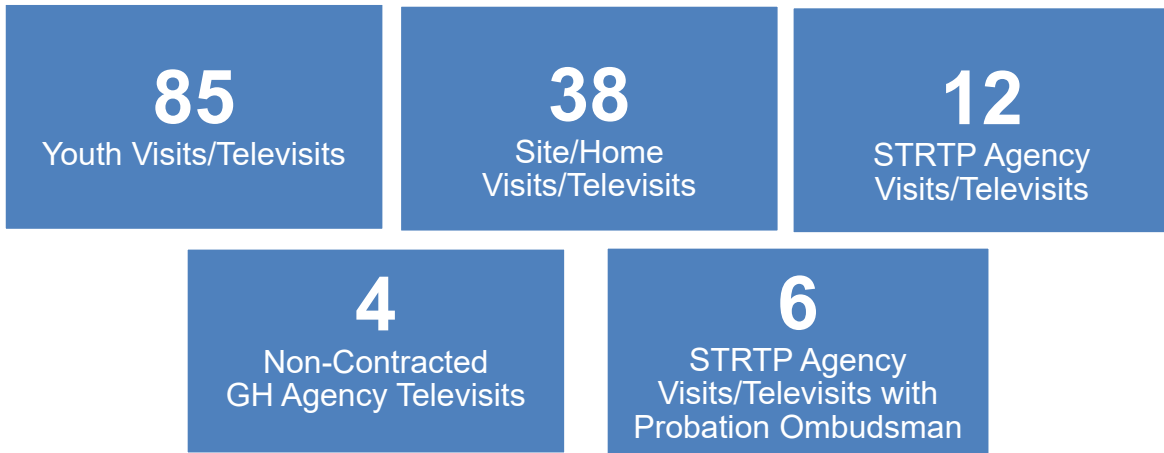 85
Youth Visits/Televisits
38
Site/Home
Visits/Televisits
12
STRTP Agency
Visits/Televisits
4
Non-Contracted
GH Agency Televisits
6
STRTP Agency
Visits/Televisits with
Probation Ombudsman